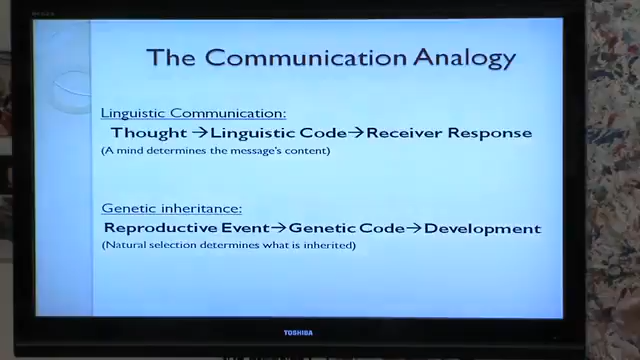 The Communication Analogy
Linguistic Communication:
Thought →Linguistic Code→Receiver Response
(A mind determines the message's content)
Genetic inheritance:
Reproductive Event→Genetic Code→Development
(Natural selection determines what is inherited)
TOSHIBA